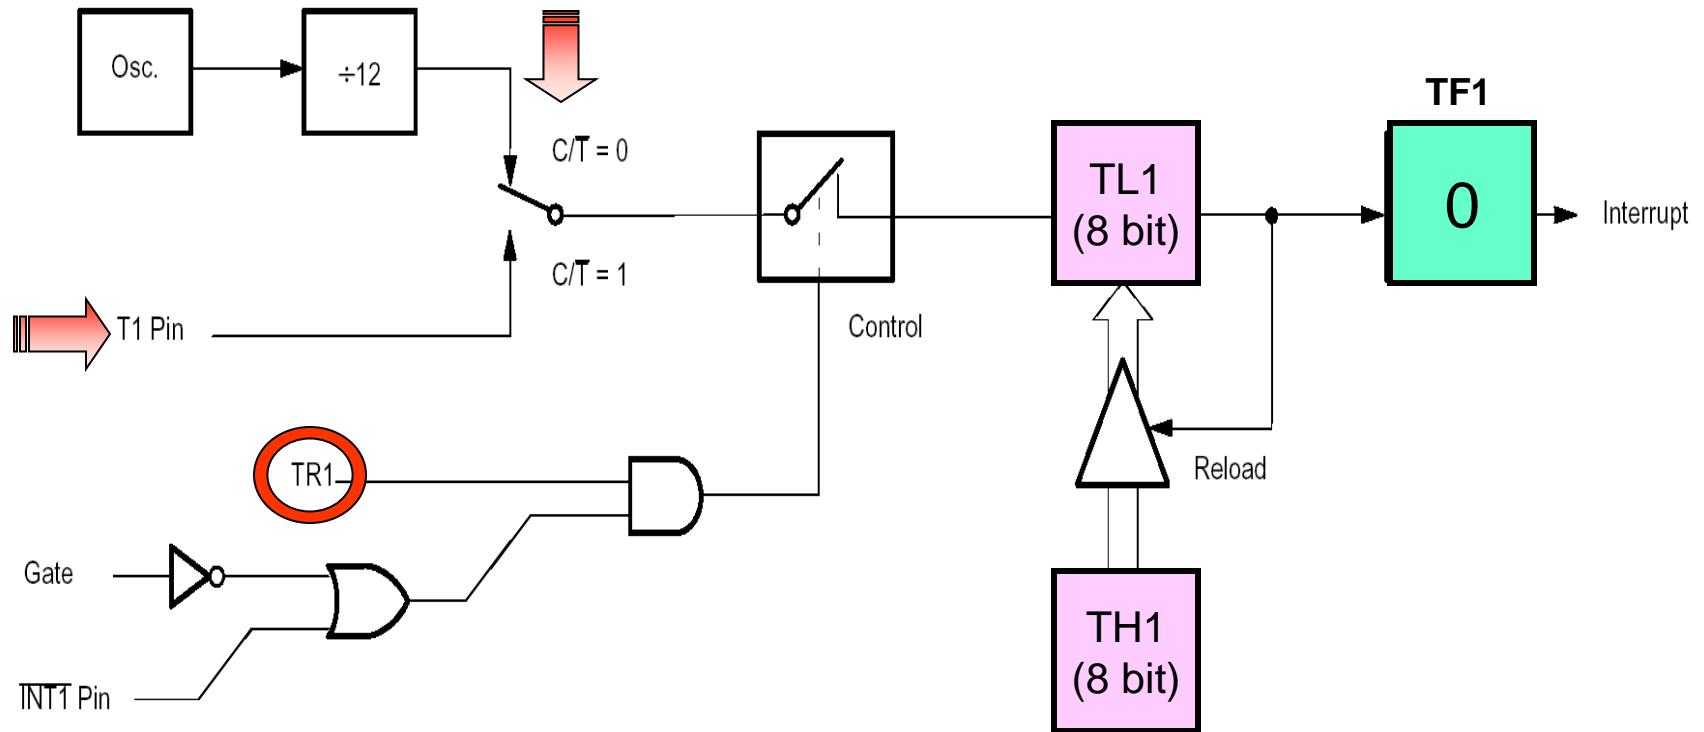 Osc.
÷12
TF1
C/T̅ = 0
TL1
(8 bit)
0
Interrupt
C/T̅ = 1
T1 Pin
Control
TR1
Reload
Gate
TH1
(8 bit)
I̅N̅T̅1̅ Pin